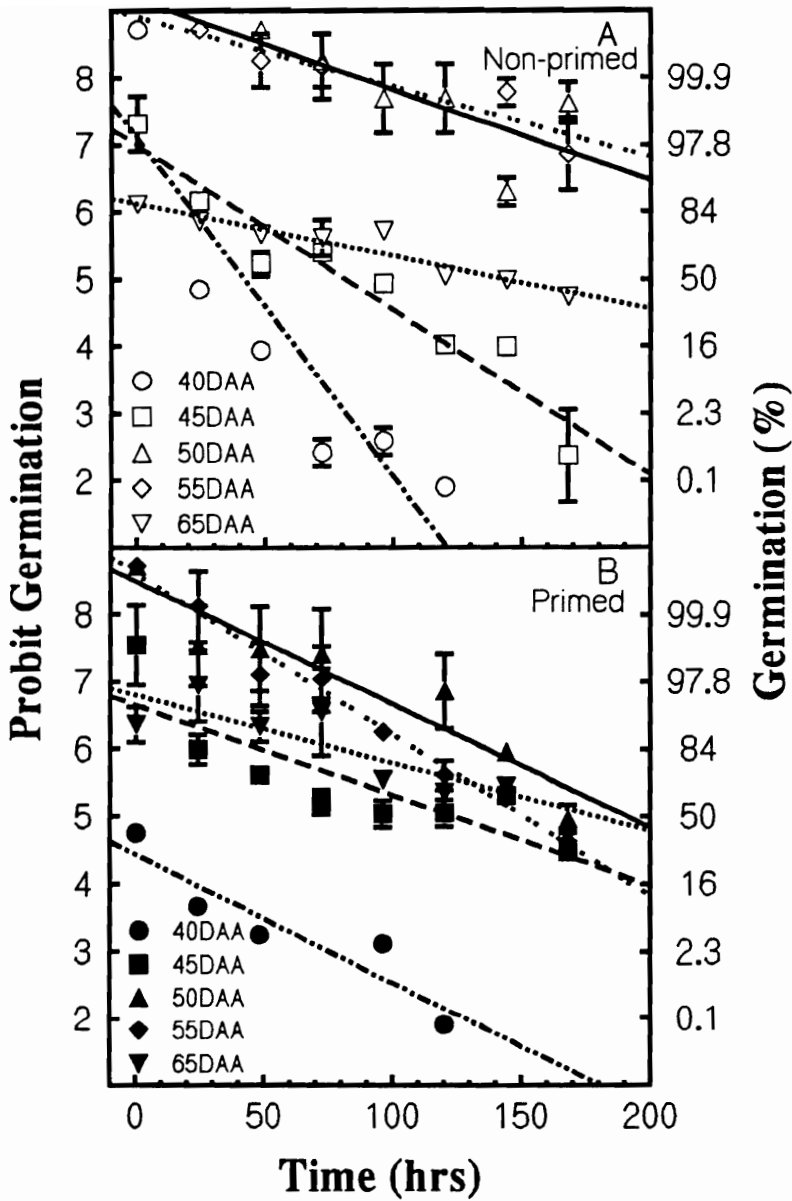 A
Non-primed
8
7
6
5
4
3
2
99.9
97.8
84
50
16
2.3
0.1
40DAA
45DAA
50DAA
55DAA
65DAA
B
Primed
8
7
6
5
4
3
2
99.9
97.8
84
50
16
2.3
0.1
40DAA
45DAA
50DAA
55DAA
65DAA
Probit Germination
Germination (%)
0 50 100 150 200
Time (hrs)